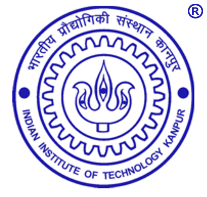 ®
भारतीय प्रौद्योगिकी संस्थान कानपुर
INDIAN INSTITUTE OF TECHNOLOGY KANPUR